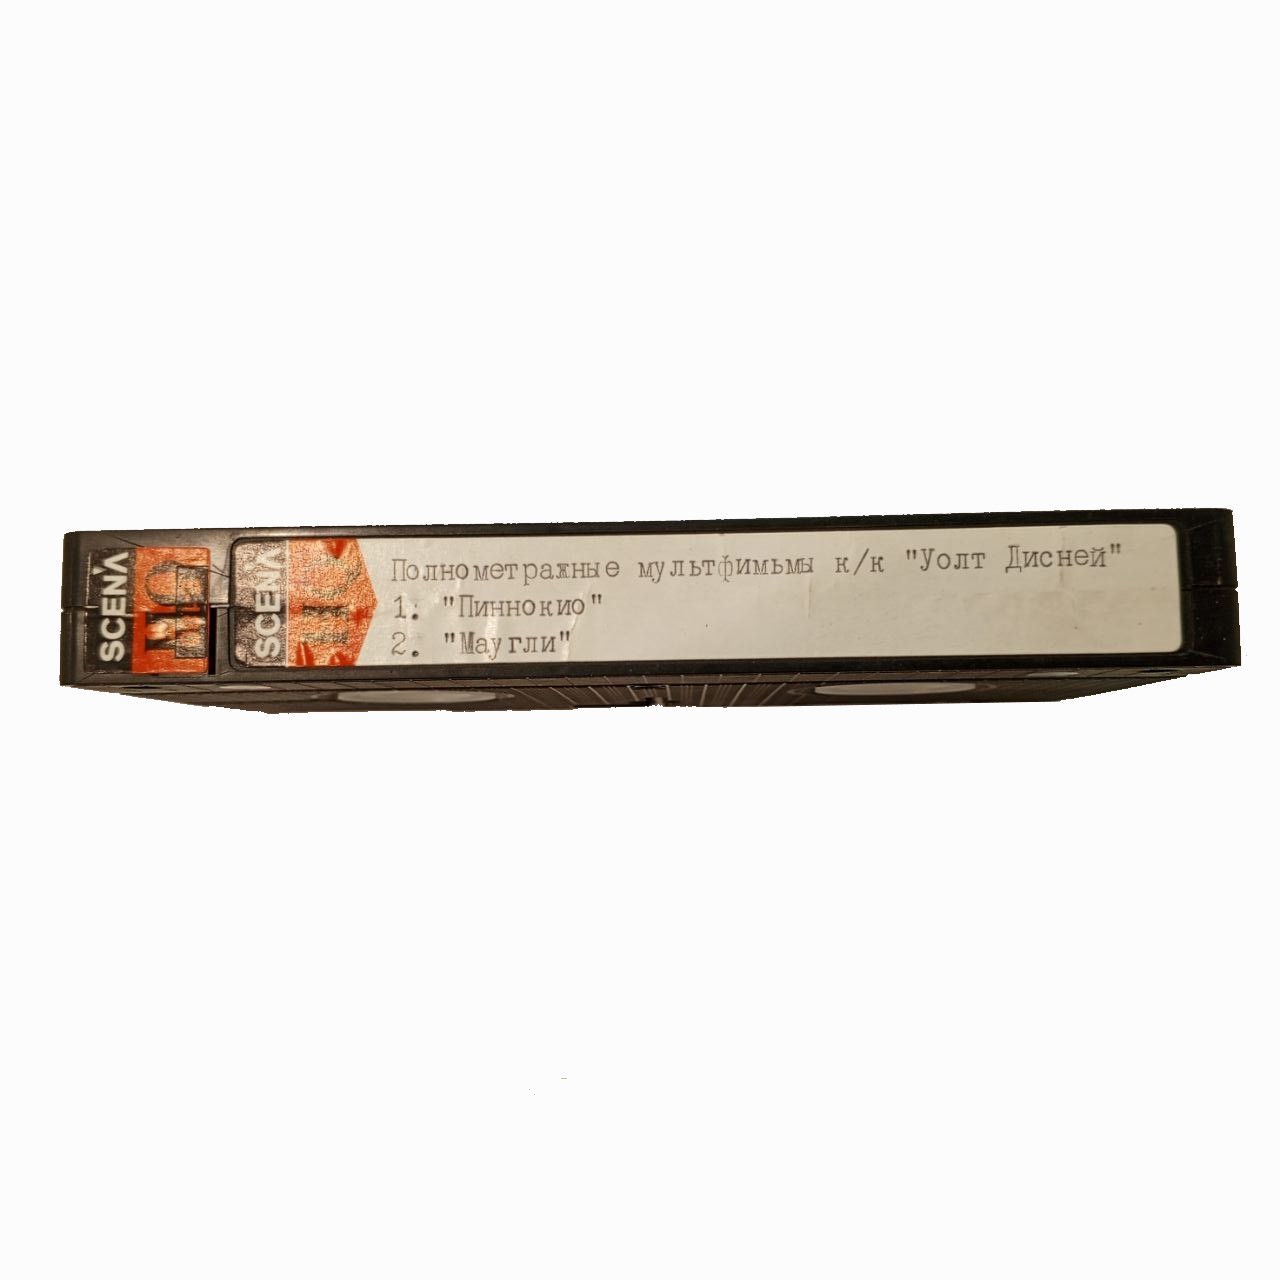 SCENA
SCENA
Полнометражные мультфимьмы к/к "Уолт Дисней"
1: "Пиннокио"
2. "Маугли"